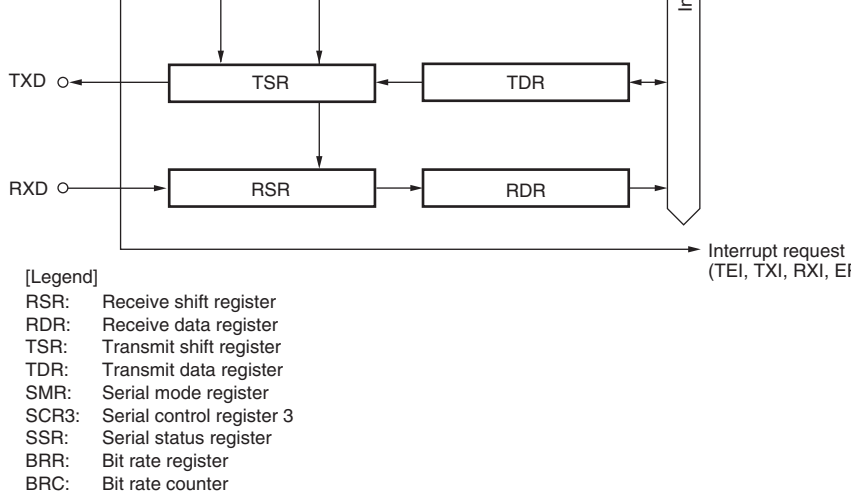 TXD TSR TDR
RXD RSR RDR
Interrupt request
(TEI, TXI, RXI,
[Legend]
RSR: Receive shift register
RDR: Receive data register
TSR: Transmit shift register
TDR: Transmit data register
SMR: Serial mode register
SCR3: Serial control register 3
SSR: Serial status register
BRR: Bit rate register
BRC: Bit rate counter